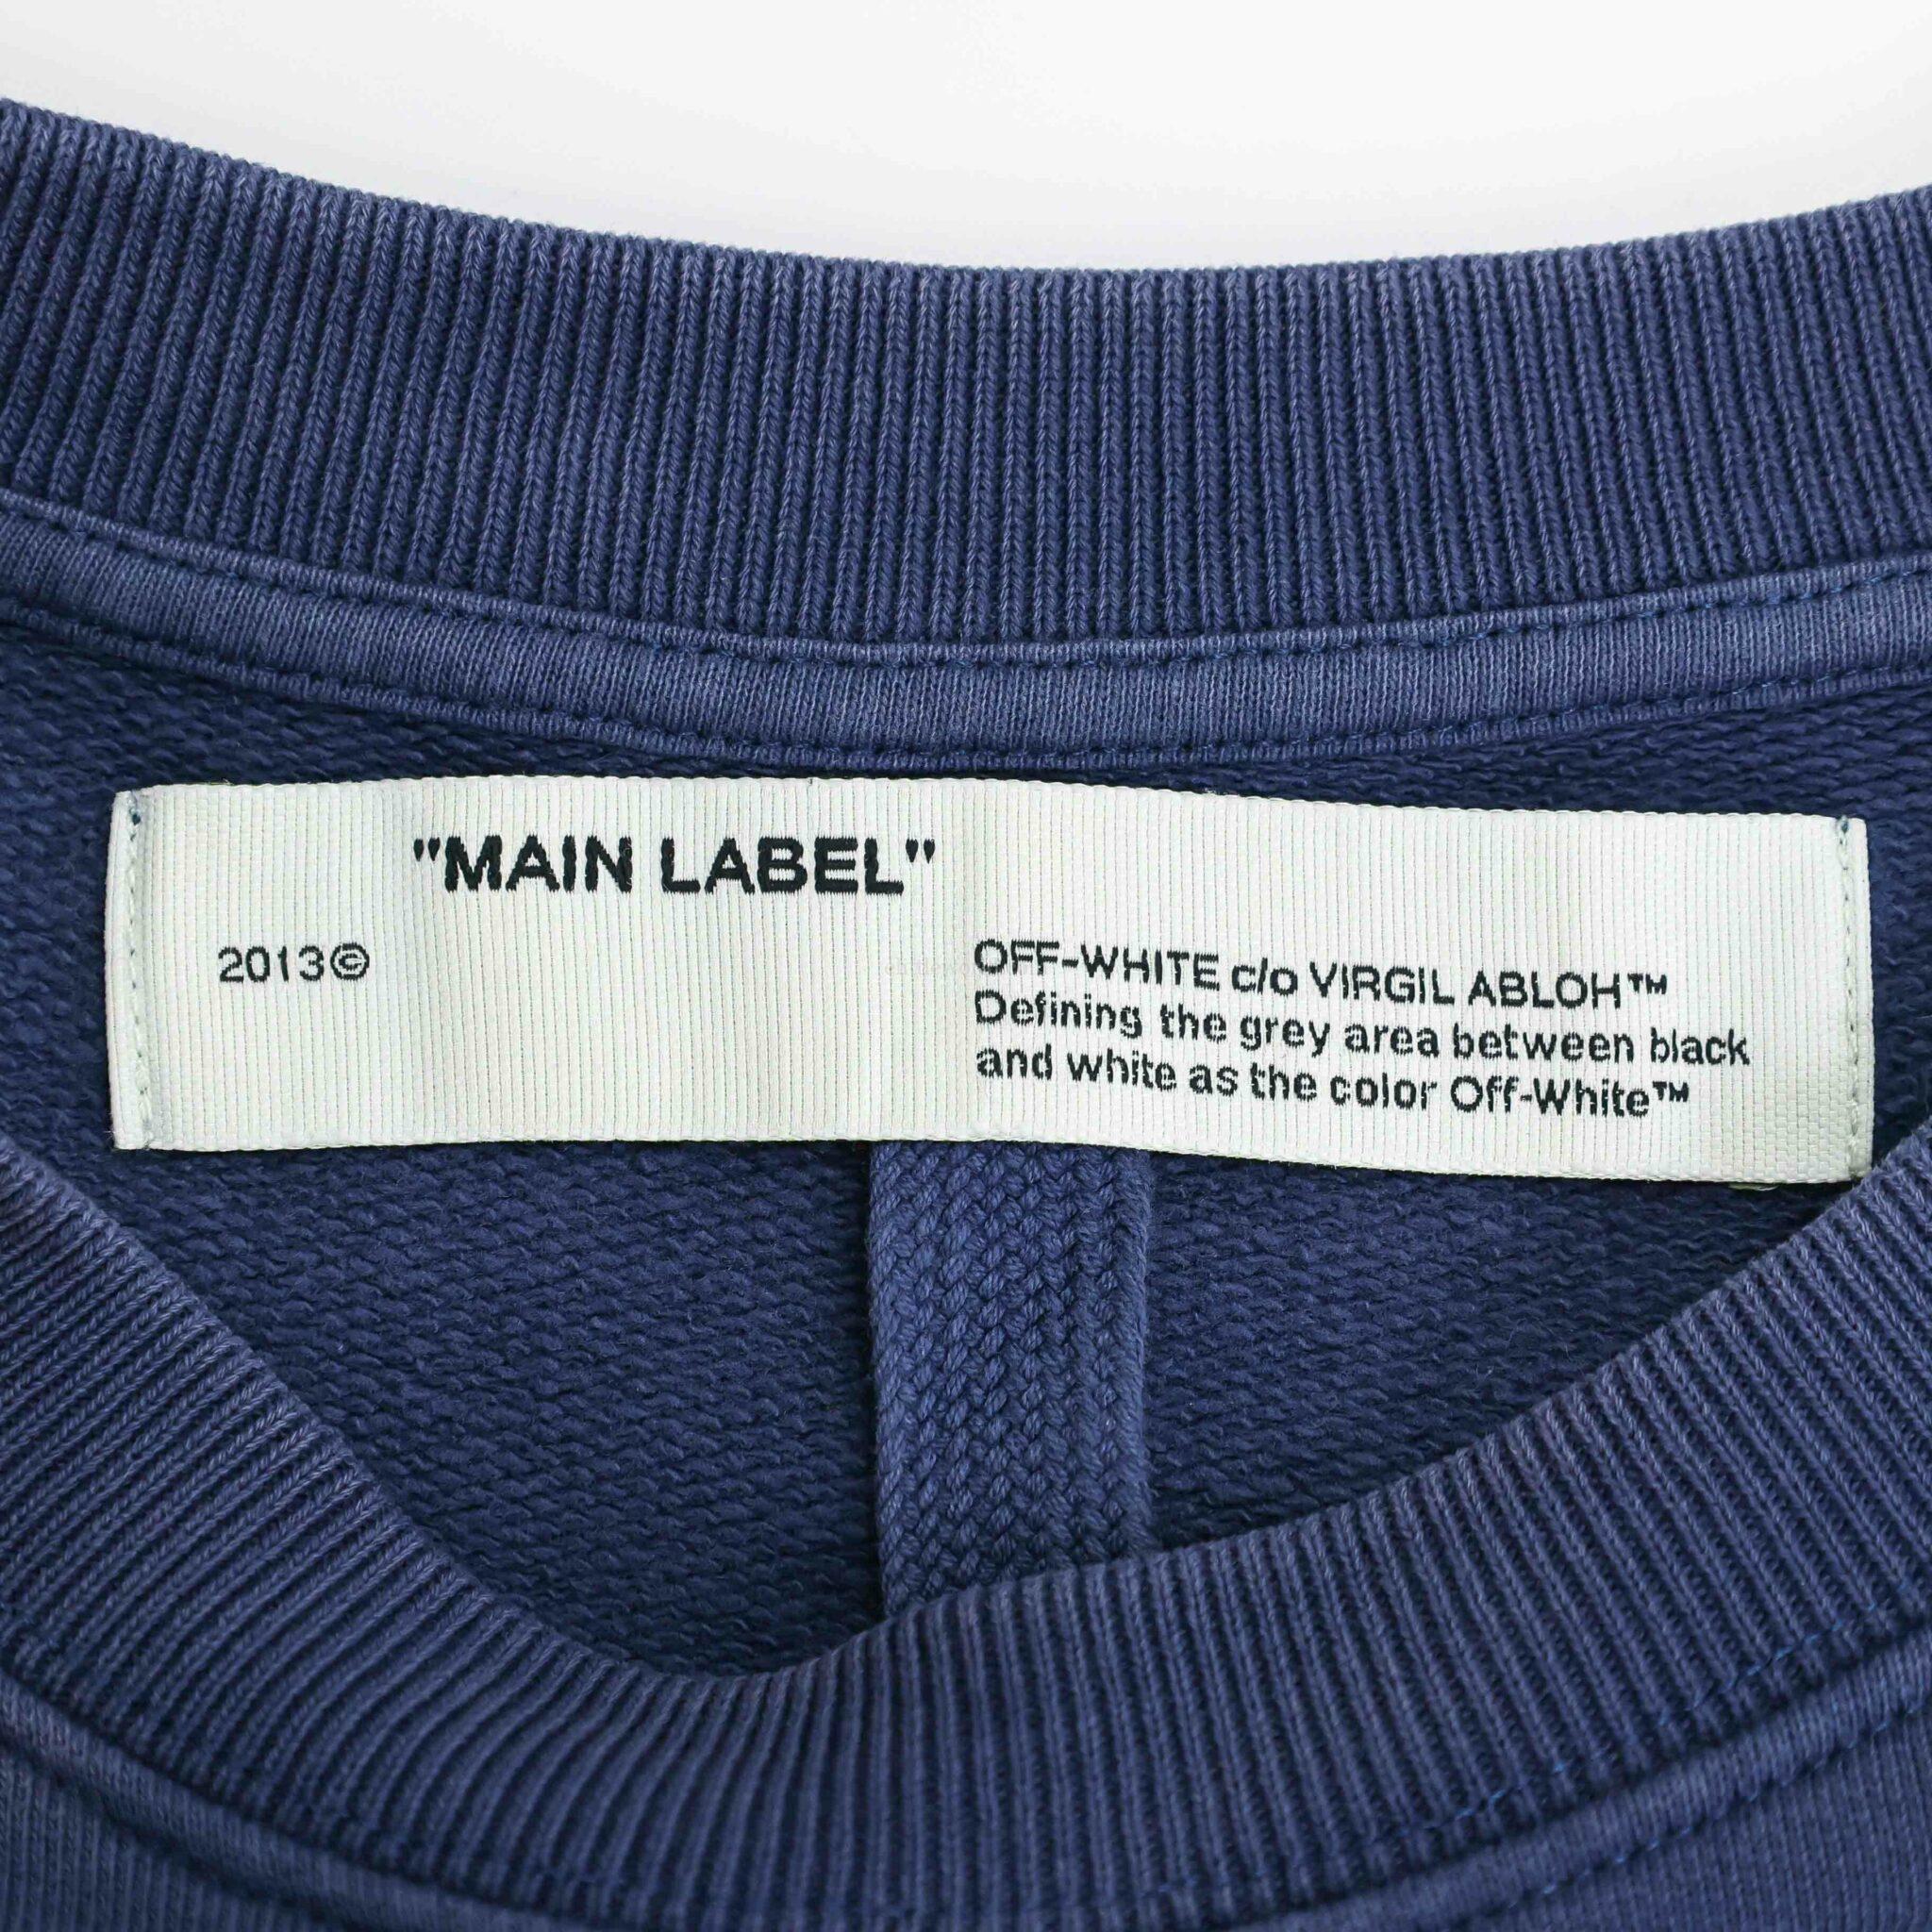 "MAIN LABEL"
2013©
OFF-WHITE c/o VIRGIL ABLOH™
Defining the grey area between black
and white as the color Off-White™